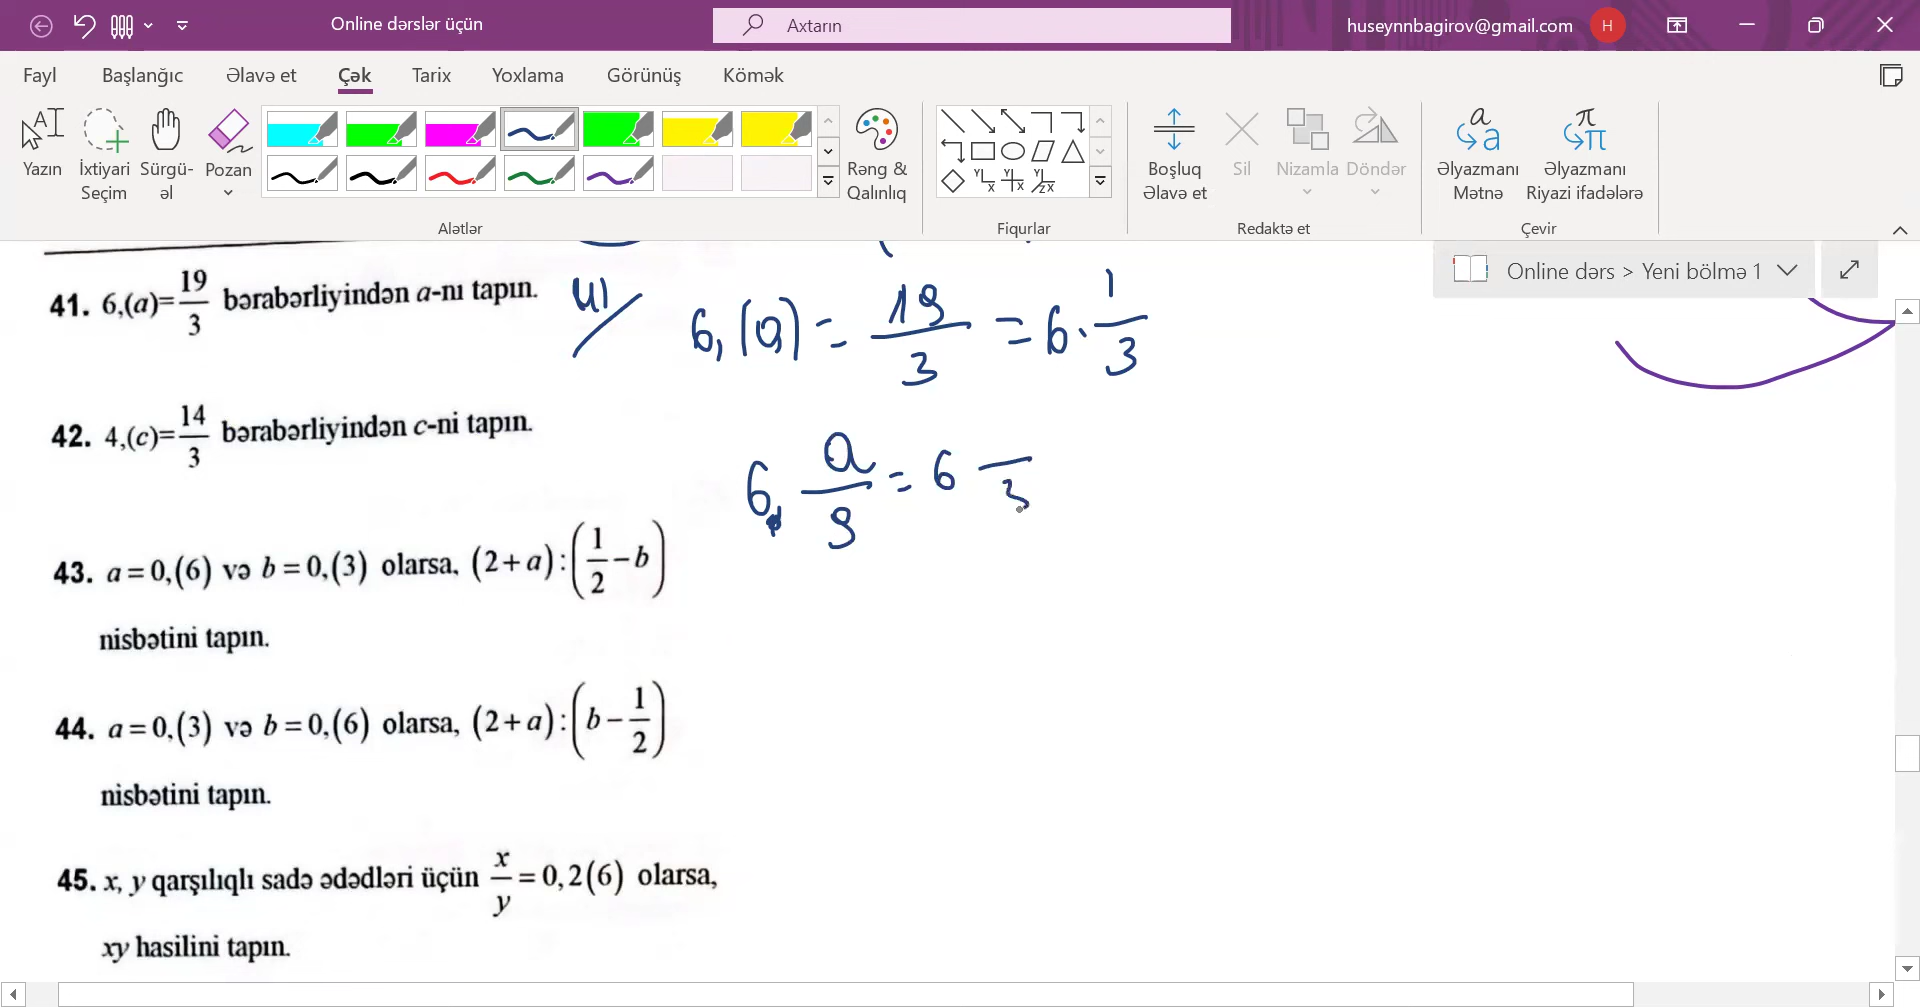 Online dərslər üçün
Axtarın
huseynnbagirov@gmail.com
H
Fayl Başlanğıc Əlavə et Çək Tarix Yoxlama Görünüş Kömək
Yazın
İxtiyari Seçim
Sürgü-əl
Pozan
Rəng & Qalınlıq
Boşluq Əlavə et
Sil
Nizamla
Döndər
Əlyazmanı Mətnə
Əlyazmanı Riyazi ifadələrə
Alətlər
Fiqurlar
Redaktə et
Çevir
Online dərs > Yeni bölmə 1
41. 6,(a)=19/3 bərabərliyindən a-nı tapın.
41/ 6,(a) = 19/3 = 6 · 1/3
42. 4,(c)=14/3 bərabərliyindən c-ni tapın.
6, a/9 = 6 /3
43. a=0,(6) və b=0,(3) olarsa, (2+a):(1/2−b)
nisbətini tapın.
44. a=0,(3) və b=0,(6) olarsa, (2+a):(b−1/2)
nisbətini tapın.
45. x, y qarşılıqlı sadə ədədləri üçün x/y=0,2(6) olarsa,
xy hasilini tapın.